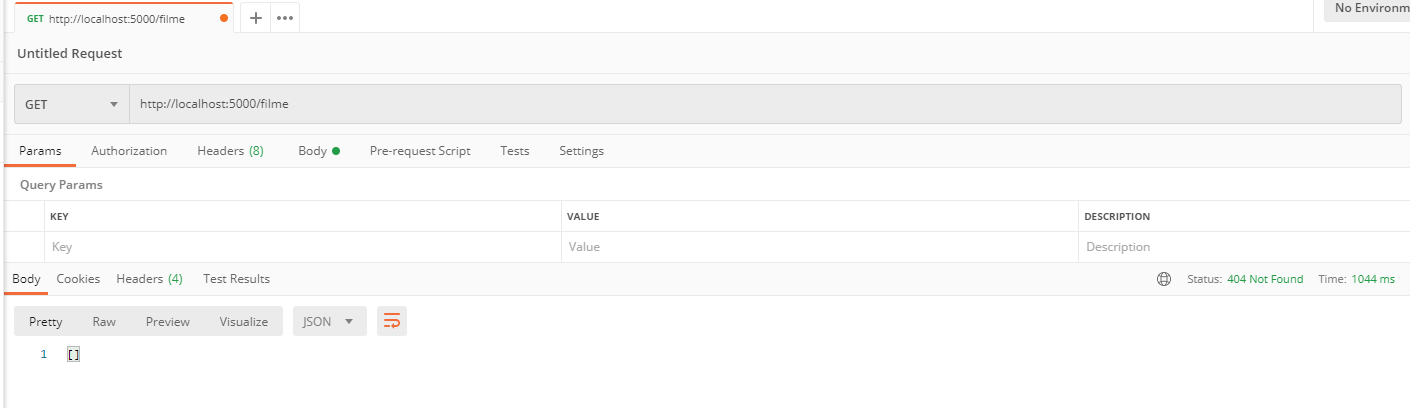 GET http://localhost:5000/filme + ••• No Environm
Untitled Request
GET http://localhost:5000/filme
Params Authorization Headers (8) Body Pre-request Script Tests Settings
Query Params
KEY VALUE DESCRIPTION
Key Value Description
Body Cookies Headers (4) Test Results Status: 404 Not Found Time: 1044 ms
Pretty Raw Preview Visualize JSON
1 []